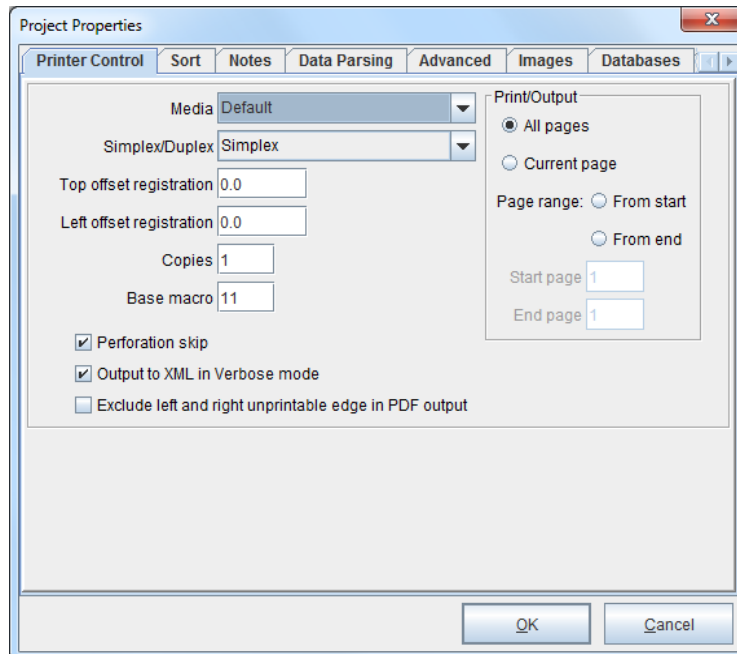 Project Properties
Printer Control Sort Notes Data Parsing Advanced Images Databases
Media Default
Simplex/Duplex Simplex
Top offset registration 0.0
Left offset registration 0.0
Copies 1
Base macro 11
Perforation skip
Output to XML in Verbose mode
Exclude left and right unprintable edge in PDF output
Print/Output
All pages
Current page
Page range: From start
From end
Start page 1
End page 1
OK Cancel